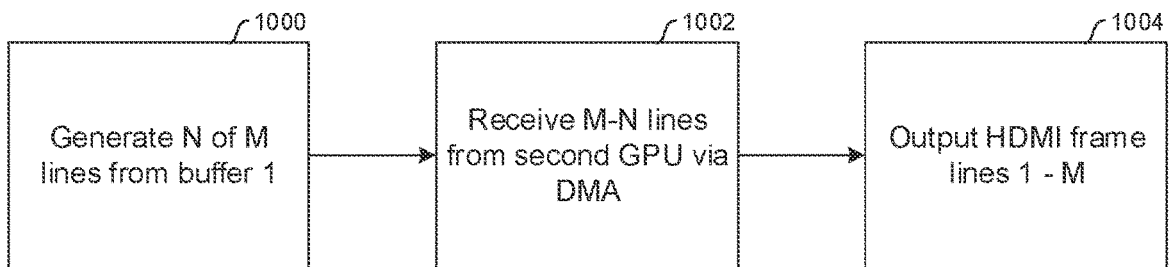 1000
Generate N of M
lines from buffer 1
1002
Receive M-N lines
from second GPU via
DMA
1004
Output HDMI frame
lines 1 - M